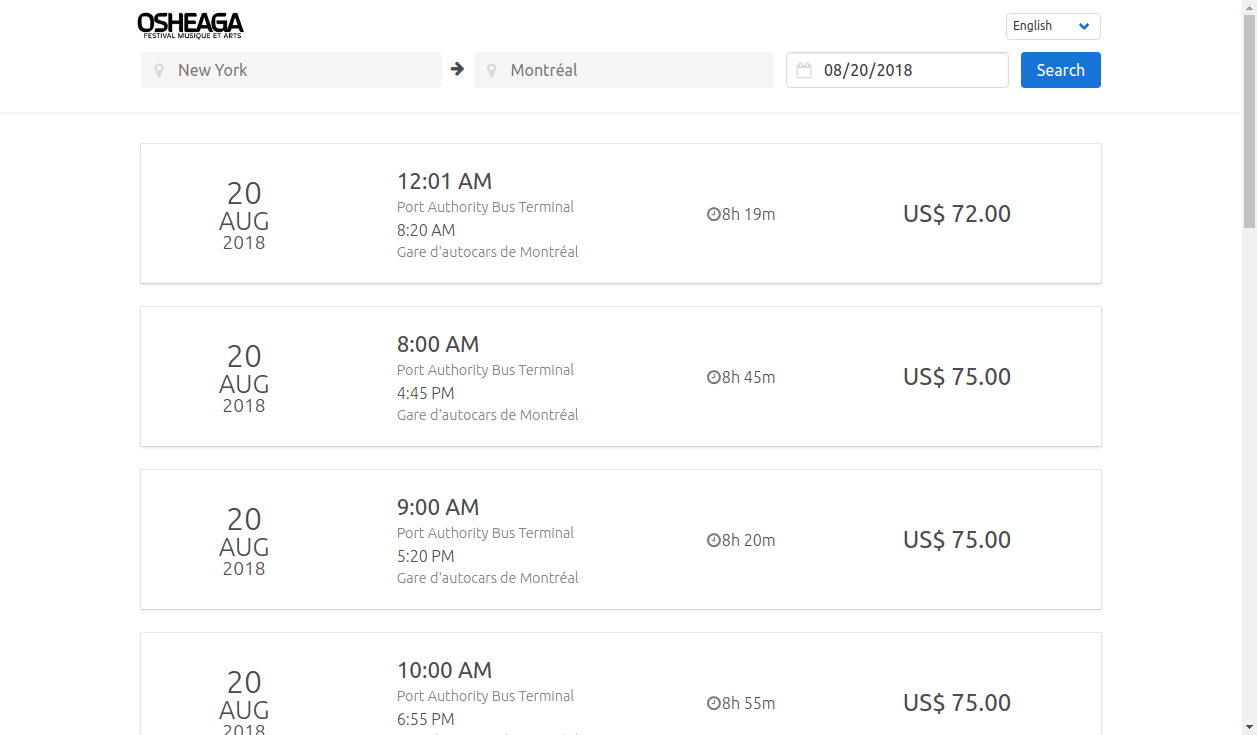 OSHEAGA
FESTIVAL MUSIQUE ET ARTS
English
New York
Montréal
08/20/2018
Search
20
AUG
2018
12:01 AM
Port Authority Bus Terminal
8:20 AM
Gare d'autocars de Montréal
8h 19m
US$ 72.00
20
AUG
2018
8:00 AM
Port Authority Bus Terminal
4:45 PM
Gare d'autocars de Montréal
8h 45m
US$ 75.00
20
AUG
2018
9:00 AM
Port Authority Bus Terminal
5:20 PM
Gare d'autocars de Montréal
8h 20m
US$ 75.00
20
AUG
2018
10:00 AM
Port Authority Bus Terminal
6:55 PM
8h 55m
US$ 75.00